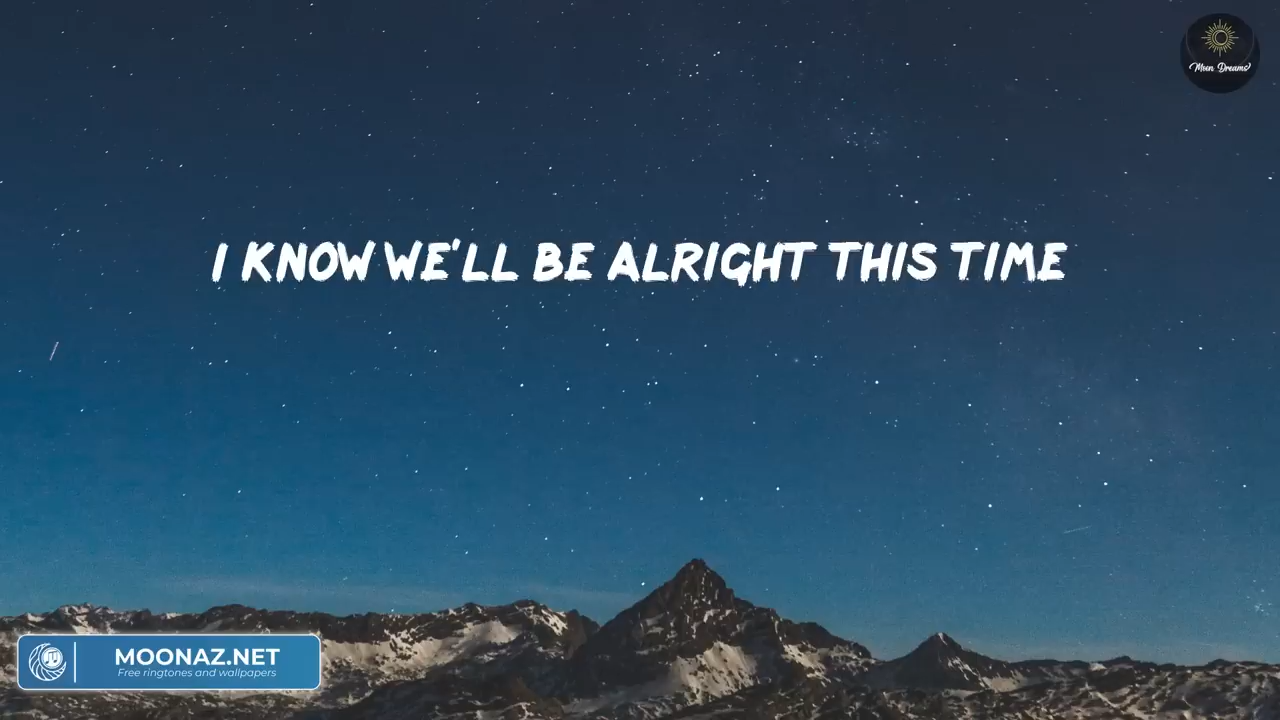 Moon Dreams
I KNOW WE'LL BE ALRIGHT THIS TIME
MOONAZ.NET
Free ringtones and wallpapers